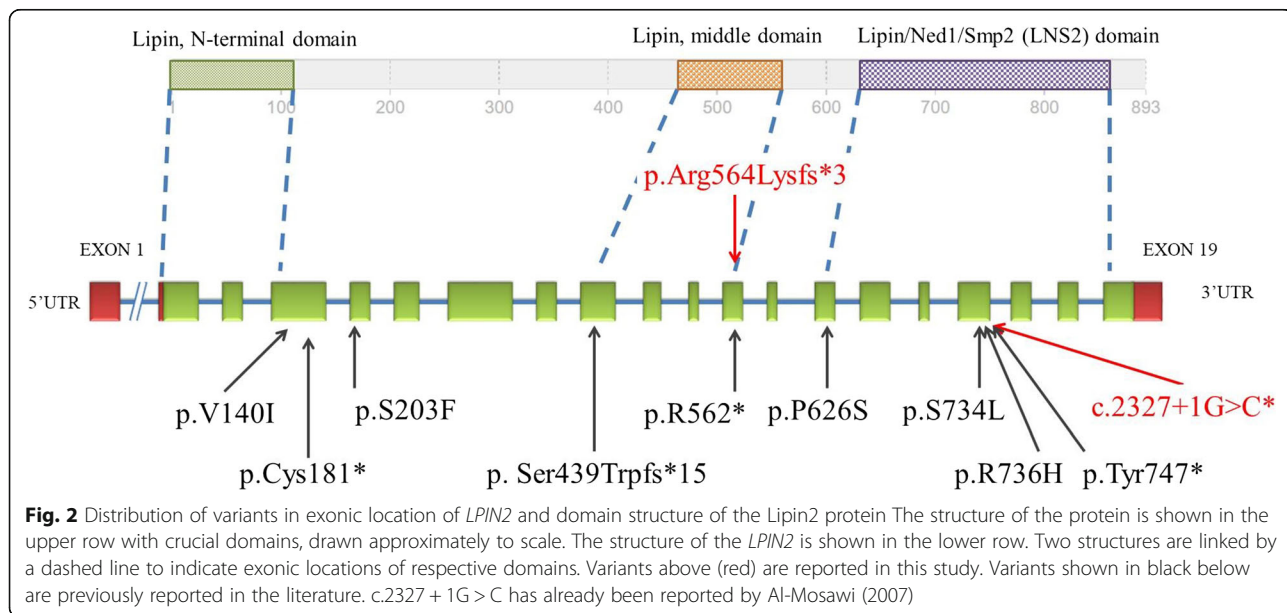 Lipin, N-terminal domain Lipin, middle domain Lipin/Ned1/Smp2 (LNS2) domain
1 100 200 300 400 500 600 700 800 893
p.Arg564Lysfs*3
EXON 1 EXON 19
5'UTR 3'UTR
p.V140I p.S203F p.R562* p.P626S p.S734L c.2327+1G>C*
p.Cys181* p. Ser439Trpfs*15 p.R736H p.Tyr747*
Fig. 2 Distribution of variants in exonic location of LPIN2 and domain structure of the Lipin2 protein The structure of the protein is shown in the
upper row with crucial domains, drawn approximately to scale. The structure of the LPIN2 is shown in the lower row. Two structures are linked by
a dashed line to indicate exonic locations of respective domains. Variants above (red) are reported in this study. Variants shown in black below
are previously reported in the literature. c.2327 + 1G > C has already been reported by Al-Mosawi (2007)